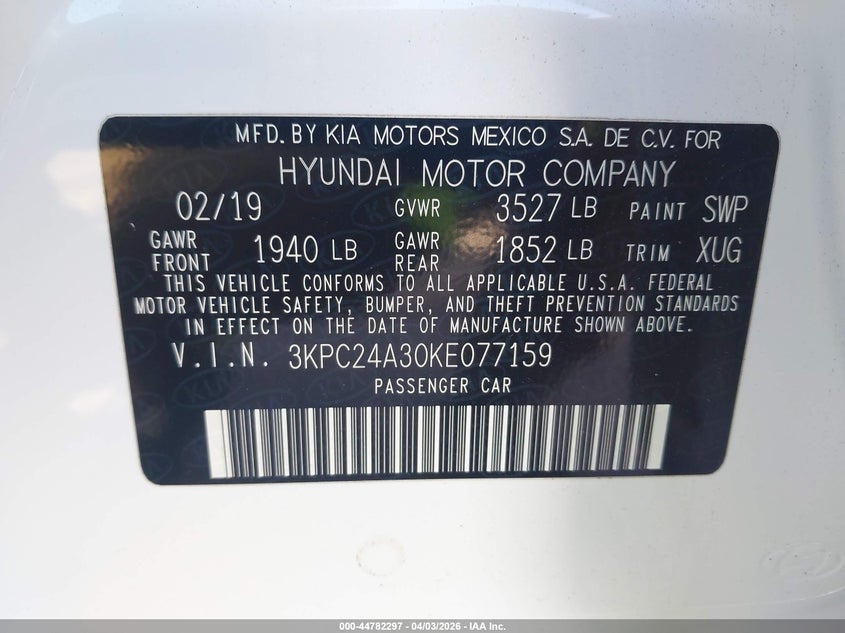 MFD. BY KIA MOTORS MEXICO S.A. DE C.V. FOR
HYUNDAI MOTOR COMPANY
02/19 GVWR 3527 LB PAINT SWP
GAWR FRONT 1940 LB GAWR REAR 1852 LB TRIM XUG
THIS VEHICLE CONFORMS TO ALL APPLICABLE U.S.A. FEDERAL
MOTOR VEHICLE SAFETY, BUMPER, AND THEFT PREVENTION STANDARDS
IN EFFECT ON THE DATE OF MANUFACTURE SHOWN ABOVE.
V.I.N. 3KPC24A30KE077159
PASSENGER CAR
000-44782297 - 04/03/2026 - IAA Inc.